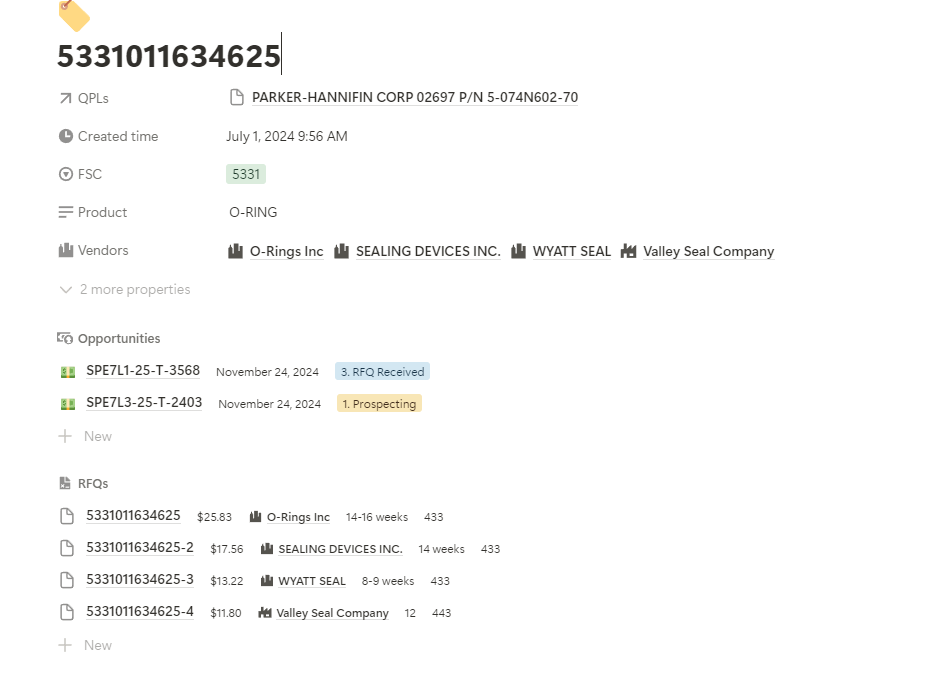 5331011634625
QPLs PARKER-HANNIFIN CORP 02697 P/N 5-074N602-70
Created time July 1, 2024 9:56 AM
FSC 5331
Product O-RING
Vendors O-Rings Inc SEALING DEVICES INC. WYATT SEAL Valley Seal Company
2 more properties
Opportunities
SPE7L1-25-T-3568 November 24, 2024 3. RFQ Received
SPE7L3-25-T-2403 November 24, 2024 1. Prospecting
New
RFQs
5331011634625 $25.83 O-Rings Inc 14-16 weeks 433
5331011634625-2 $17.56 SEALING DEVICES INC. 14 weeks 433
5331011634625-3 $13.22 WYATT SEAL 8-9 weeks 433
5331011634625-4 $11.80 Valley Seal Company 12 443
New